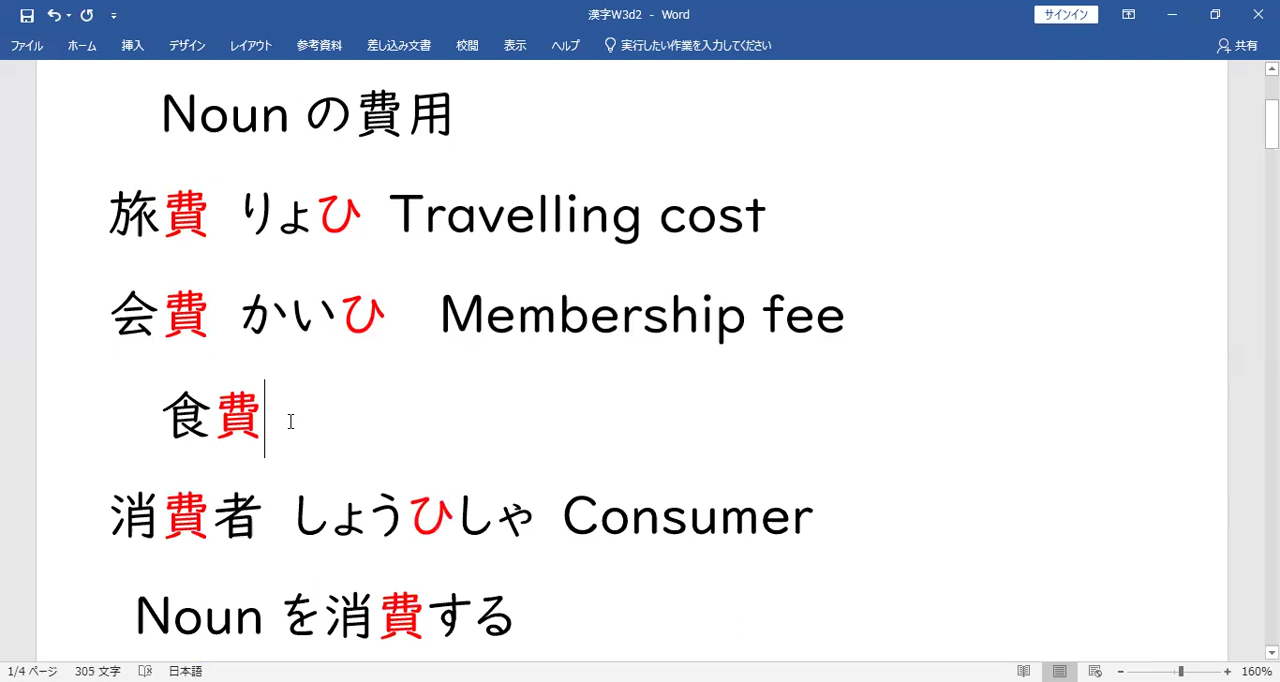 漢字W3d2 - Word
サインイン
ファイル ホーム 挿入 デザイン レイアウト 参考資料 差し込み文書 校閲 表示 ヘルプ 実行したい作業を入力してください 共有
Noun の費用
旅費 りょひ Travelling cost
会費 かいひ Membership fee
食費
消費者 しょうひしゃ Consumer
Noun を消費する
1/4 ページ 305 文字 日本語 160%